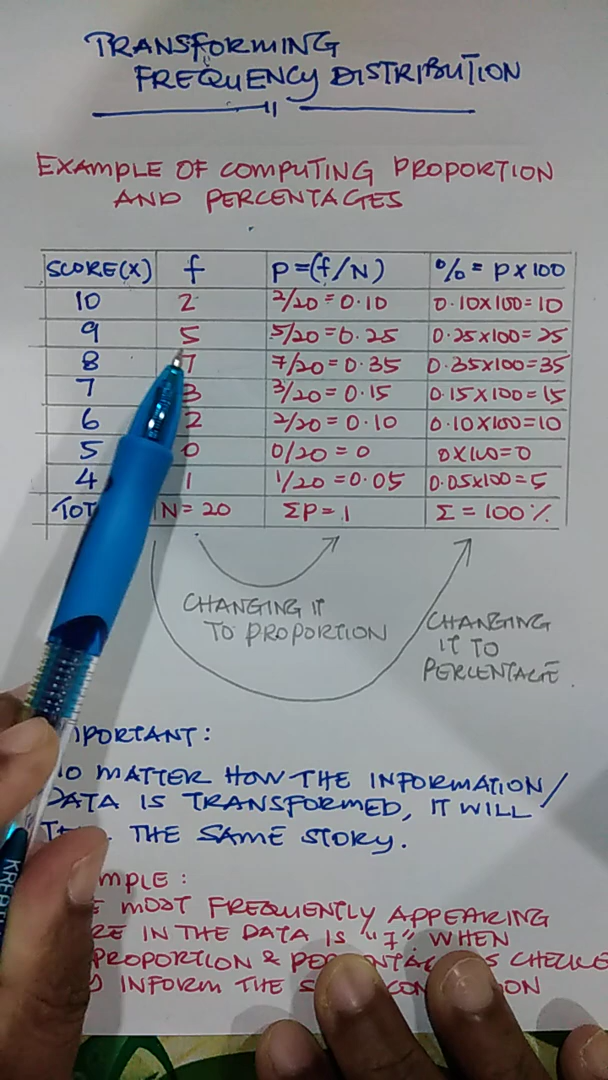 TRANSFORMING
FREQUENCY DISTRIBUTION
EXAMPLE OF COMPUTING PROPORTION
AND PERCENTAGES
SCORE(X) f P=(f/N) % = P X 100
10 2 2/20 = 0.10 0.10X100=10
9 5 5/20=0.25 0.25x100=25
8 7 7/20=0.35 0.35x100=35
7 3 3/20=0.15 0.15X100=15
6 2 2/20=0.10 0.10X100=10
5 0 0/20=0 0X100=0
4 1 1/20=0.05 0.05X100=5
TOT N=20 ΣP=1 Σ=100%
CHANGING IT
TO PROPORTION
CHANGING
IT TO
PERCENTAGE.
PORTANT:
O MATTER HOW THE INFORMATION/
DATA IS TRANSFORMED, IT WILL
THE SAME STORY.
MPLE:
MOST FREQUENTLY APPEARING
RE IN THE DATA IS "7" WHEN
PROPORTION &
INFORM THE